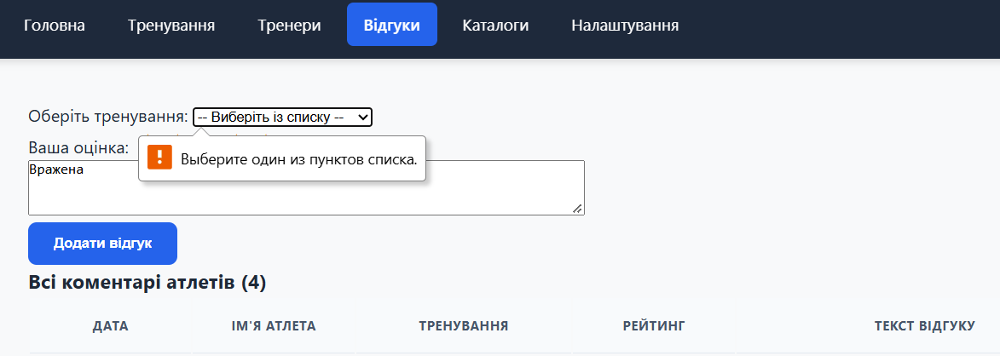 Головна Тренування Тренери Відгуки Каталоги Налаштування
Оберіть тренування: -- Виберіть із списку --
Ваша оцінка:
Выберите один из пунктов списка.
Вражена
Додати відгук
Всі коментарі атлетів (4)
ДАТА ІМ'Я АТЛЕТА ТРЕНУВАННЯ РЕЙТИНГ ТЕКСТ ВІДГУКУ